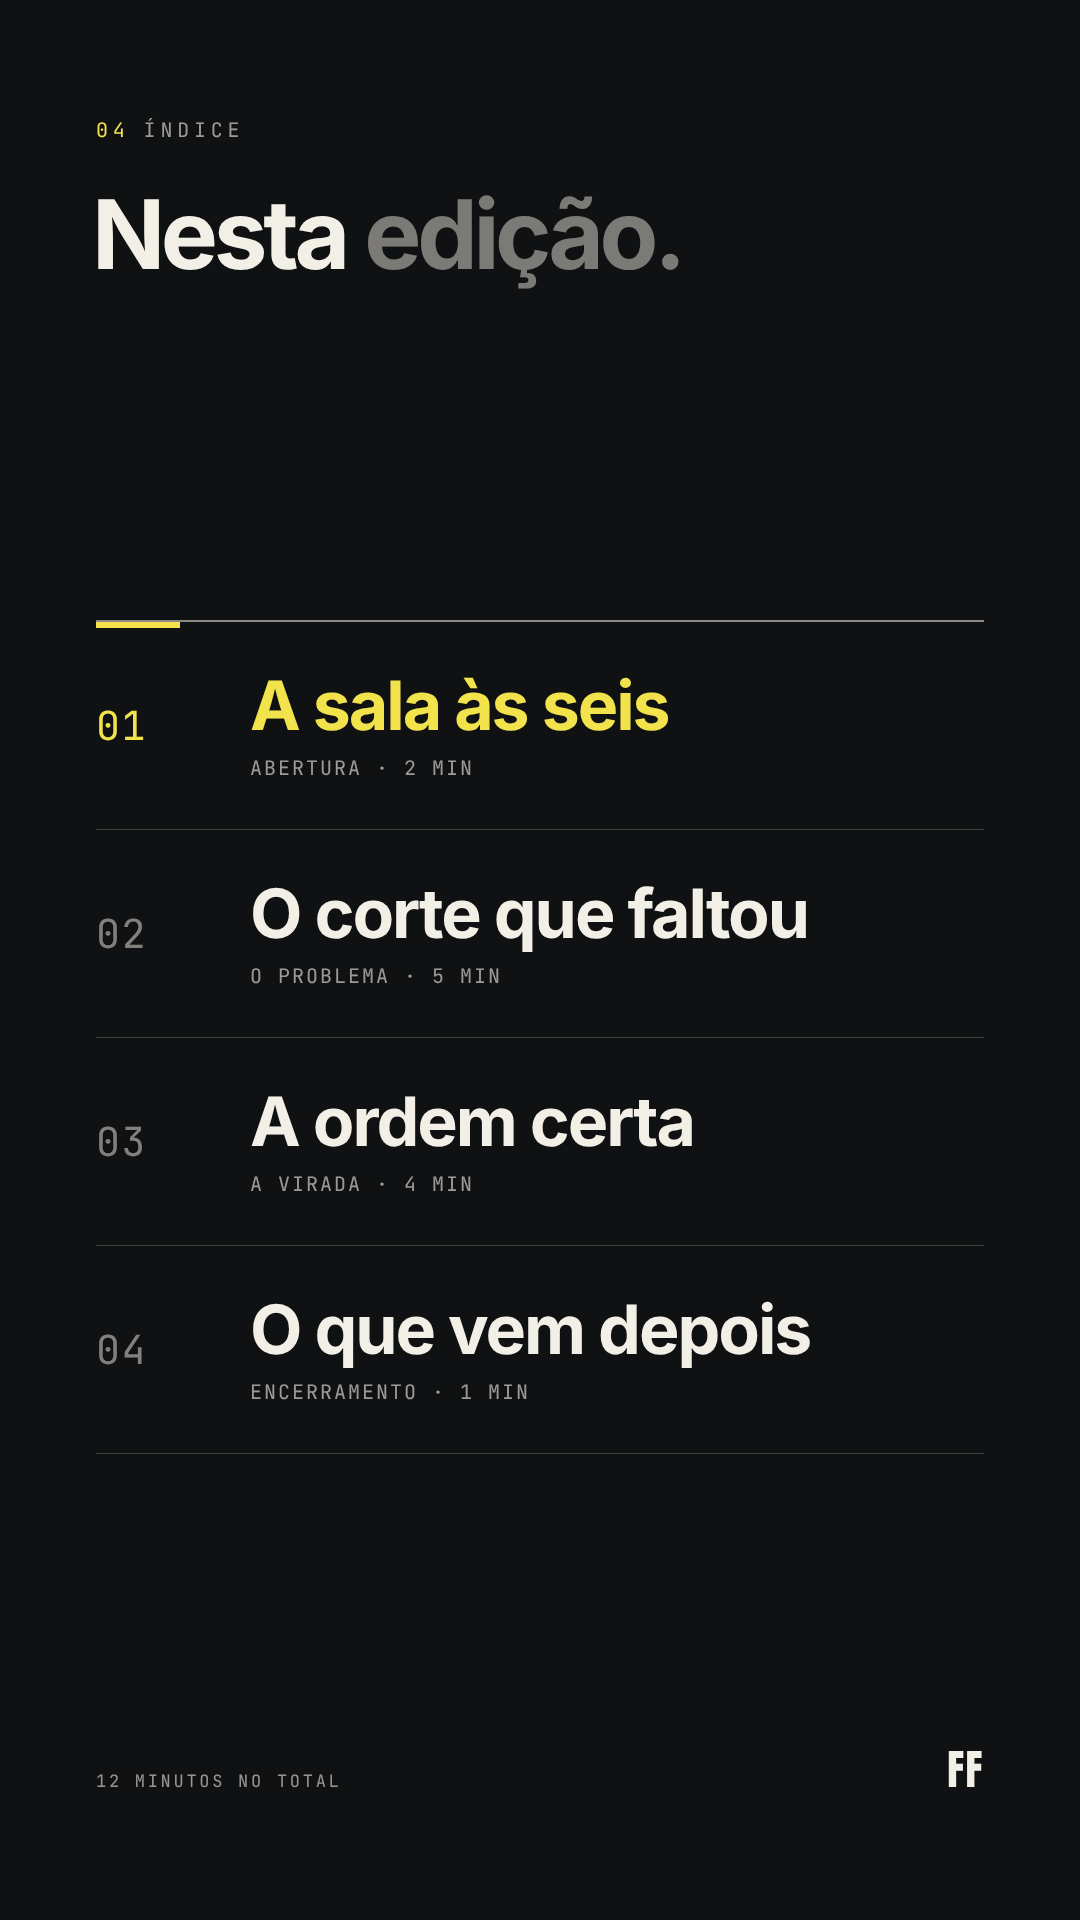 04 ÍNDICE
Nesta edição.
01
A sala às seis
ABERTURA · 2 MIN
02
O corte que faltou
O PROBLEMA · 5 MIN
03
A ordem certa
A VIRADA · 4 MIN
04
O que vem depois
ENCERRAMENTO · 1 MIN
12 MINUTOS NO TOTAL
FF